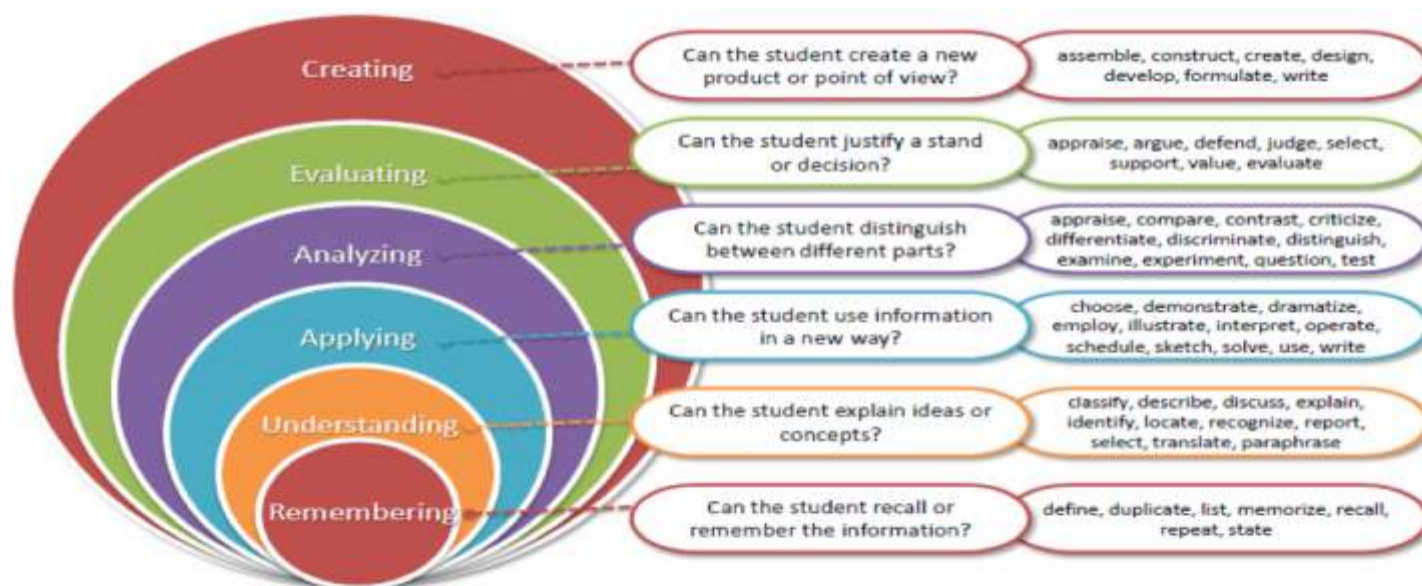 Creating
Can the student create a new
product or point of view?
assemble, construct, create, design,
develop, formulate, write
Evaluating
Can the student justify a stand
or decision?
appraise, argue, defend, judge, select,
support, value, evaluate
Analyzing
Can the student distinguish
between different parts?
appraise, compare, contrast, criticize,
differentiate, discriminate, distinguish,
examine, experiment, question, test
Applying
Can the student use information
in a new way?
choose, demonstrate, dramatize,
employ, illustrate, interpret, operate,
schedule, sketch, solve, use, write
Understanding
Can the student explain ideas or
concepts?
classify, describe, discuss, explain,
identify, locate, recognize, report,
select, translate, paraphrase
Remembering
Can the student recall or
remember the information?
define, duplicate, list, memorize, recall,
repeat, state